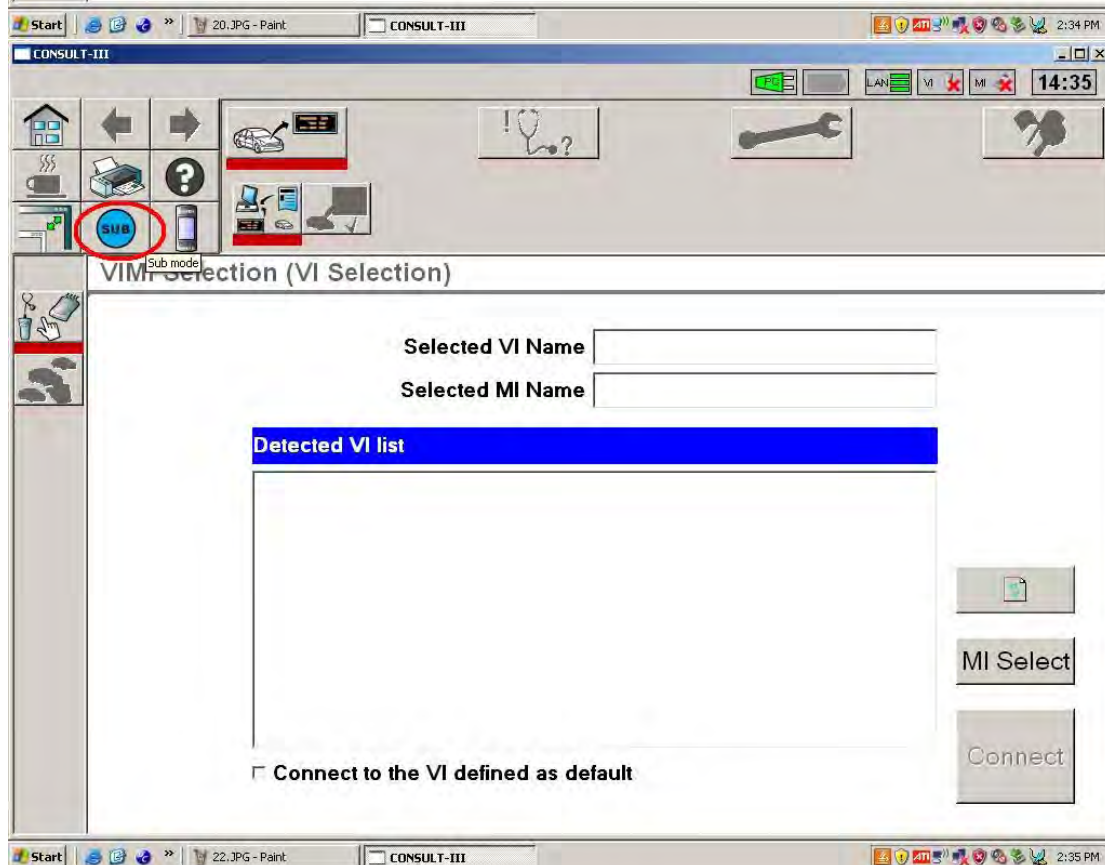 Start » 20.JPG - Paint CONSULT-III ATI 2:34 PM
CONSULT-III
LAN VI MI 14:35
! ?
?
SUB
Sub mode
VIMI Selection (VI Selection)
Selected VI Name
Selected MI Name
Detected VI list
MI Select
Connect
Connect to the VI defined as default
Start » 22.JPG - Paint CONSULT-III ATI 2:35 PM